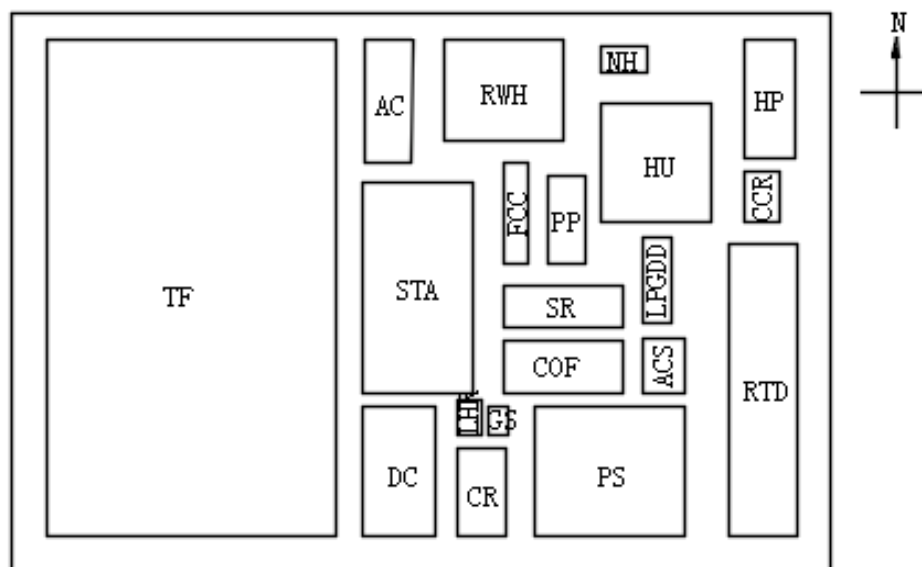 N
NH
AC
RWH
HP
HU
CCR
FCC
PP
LPGDD
TF
STA
SR
COF
ACS
RTD
GS
DC
CR
PS